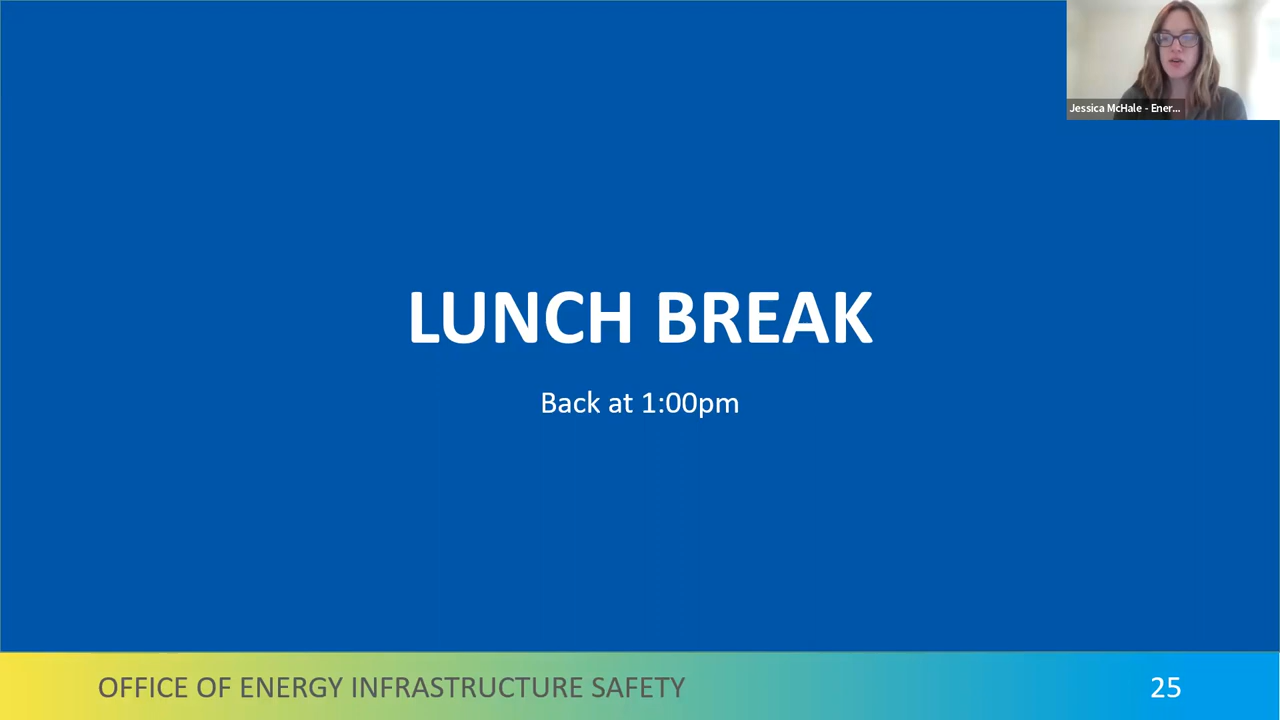 Jessica McHale - Ener...
LUNCH BREAK
Back at 1:00pm
OFFICE OF ENERGY INFRASTRUCTURE SAFETY
25